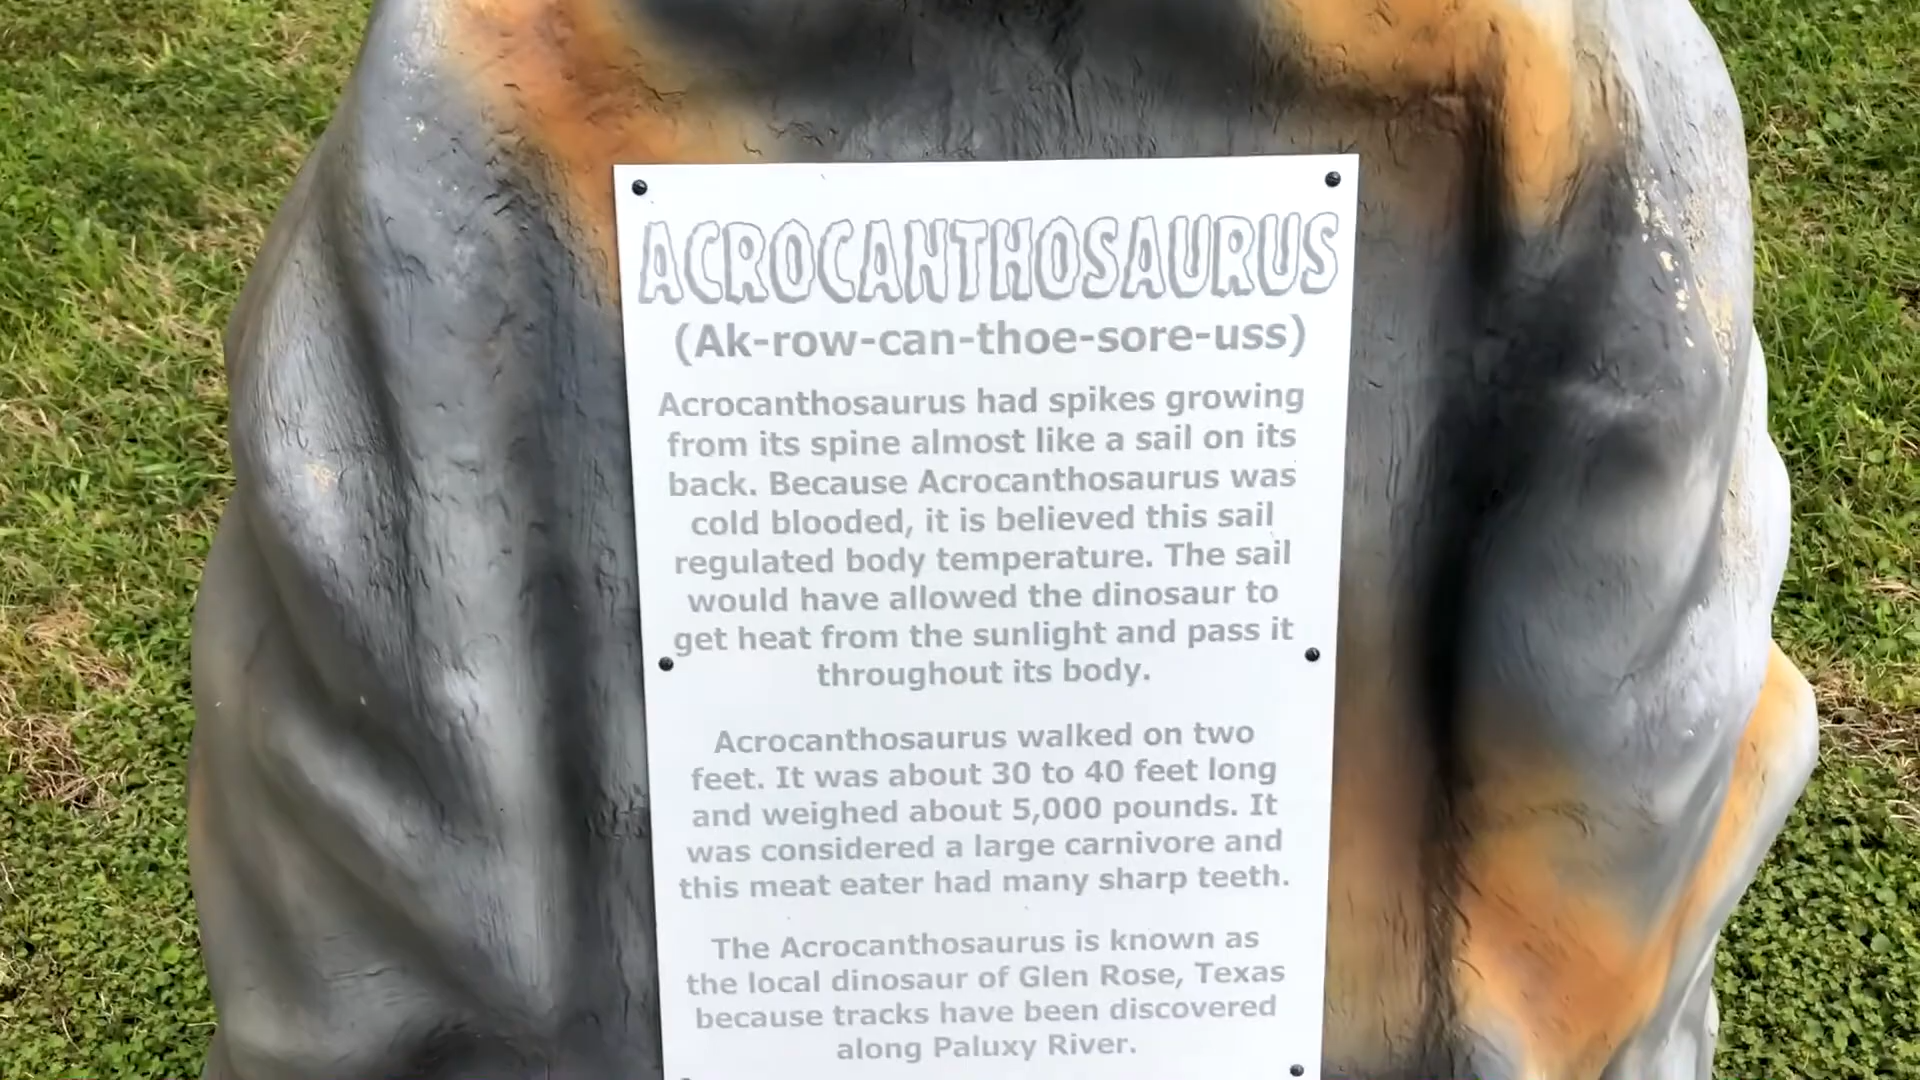 ACROCANTHOSAURUS
(Ak-row-can-thoe-sore-uss)
Acrocanthosaurus had spikes growing
from its spine almost like a sail on its
back. Because Acrocanthosaurus was
cold blooded, it is believed this sail
regulated body temperature. The sail
would have allowed the dinosaur to
get heat from the sunlight and pass it
throughout its body.
Acrocanthosaurus walked on two
feet. It was about 30 to 40 feet long
and weighed about 5,000 pounds. It
was considered a large carnivore and
this meat eater had many sharp teeth.
The Acrocanthosaurus is known as
the local dinosaur of Glen Rose, Texas
because tracks have been discovered
along Paluxy River.